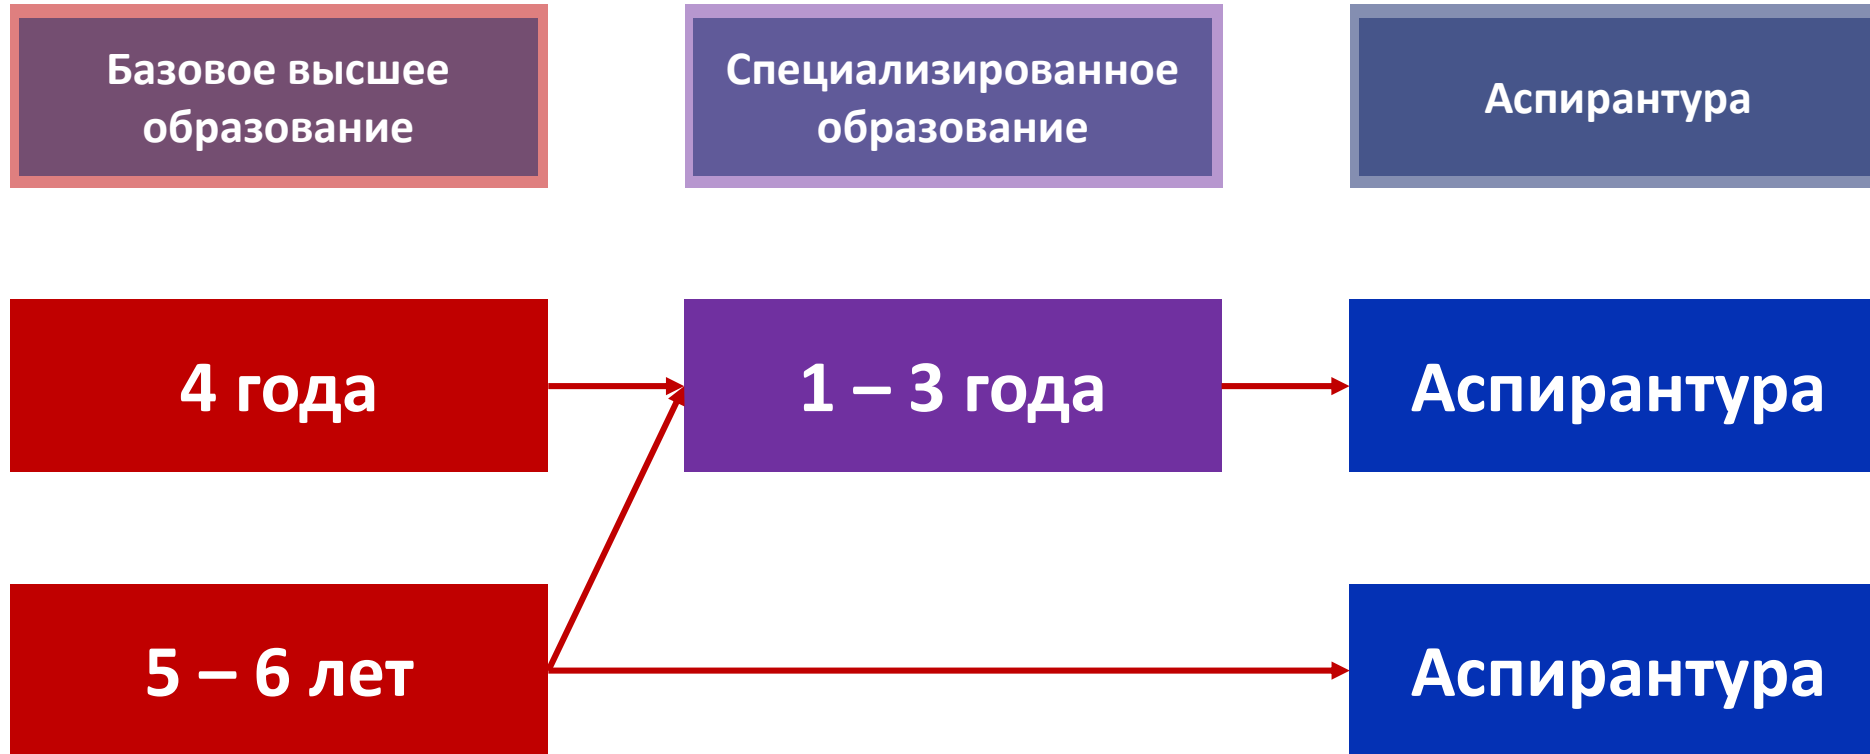 Базовое высшее
образование
Специализированное
образование
Аспирантура
4 года
1 – 3 года
Аспирантура
5 – 6 лет
Аспирантура